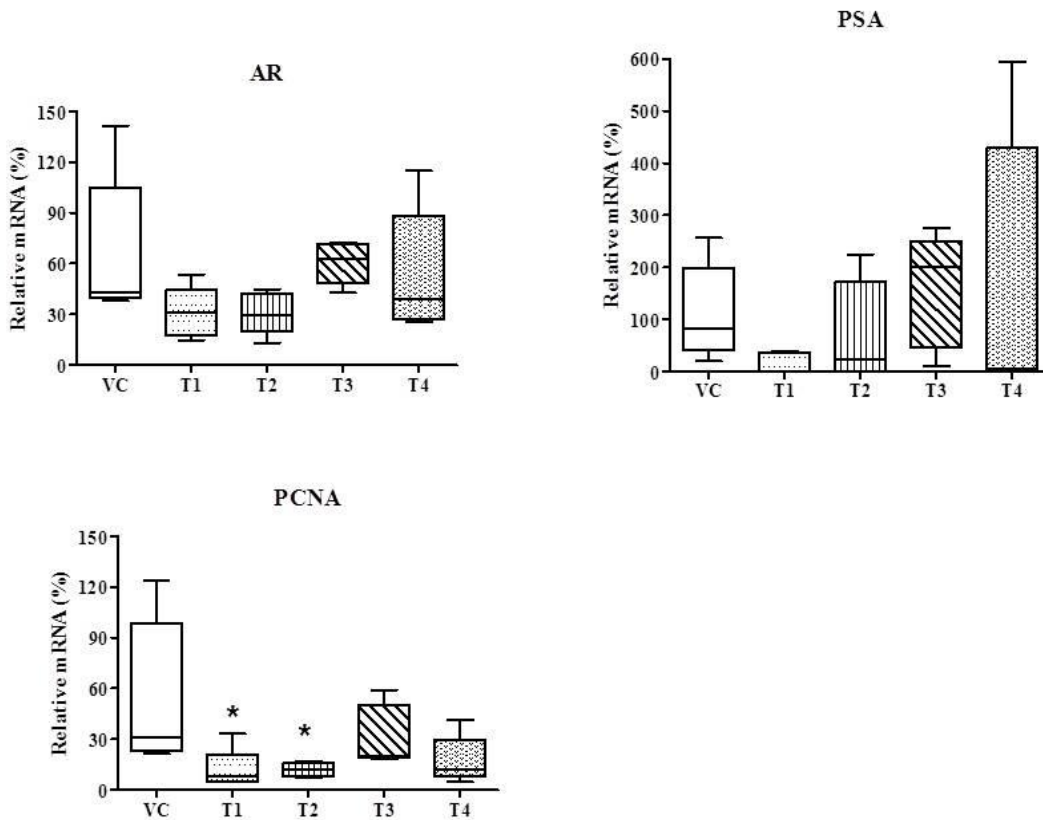 AR
Relative mRNA (%)
150
120
90
60
30
0
VC T1 T2 T3 T4
PSA
Relative mRNA (%)
600
500
400
300
200
100
0
VC T1 T2 T3 T4
PCNA
Relative mRNA (%)
150
120
90
60
30
0
* *
VC T1 T2 T3 T4